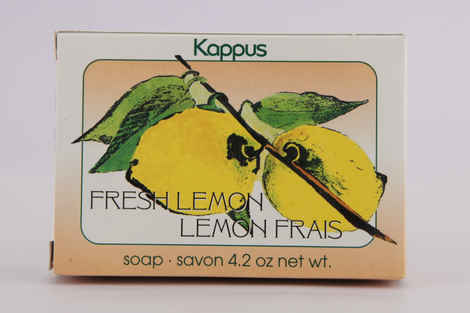 Kappus
FRESH LEMON
LEMON FRAIS
soap · savon 4.2 oz net wt.